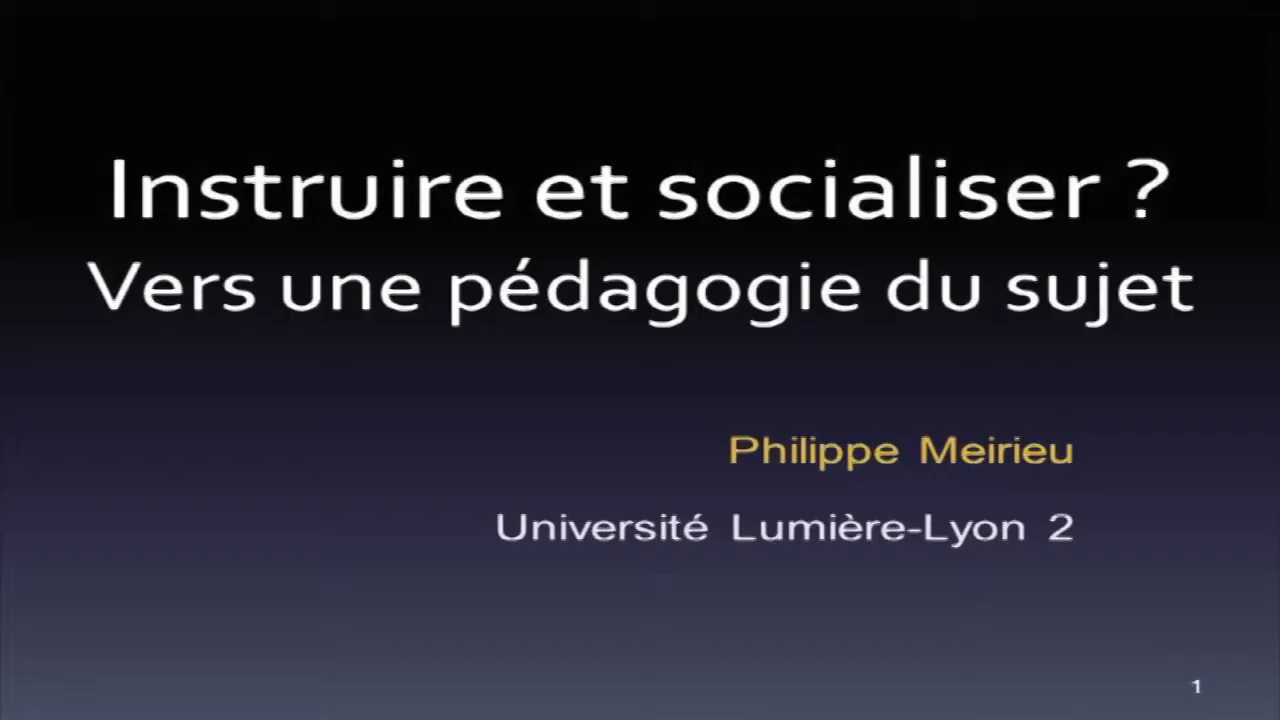 Instruire et socialiser ?
Vers une pédagogie du sujet
Philippe Meirieu
Université Lumière-Lyon 2
1